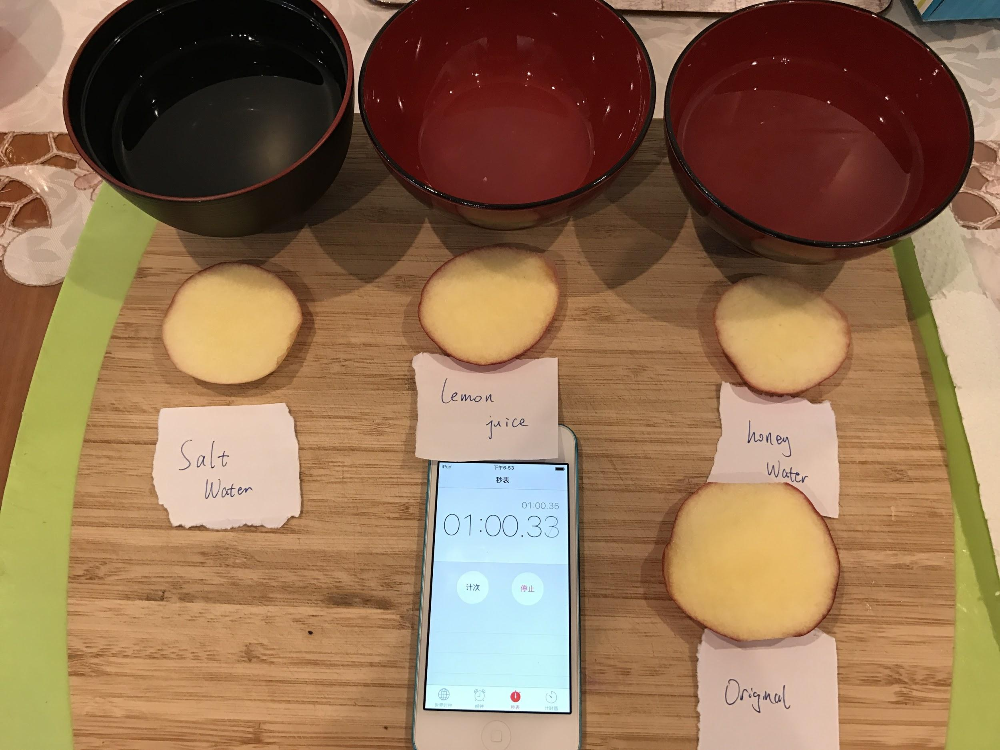 Lemon
juice
honey
Water
Salt
Water
iPod 下午6:53
秒表
01:00.35
01:00.33
计次 停止
世界时钟 闹钟 秒表 计时器
Original